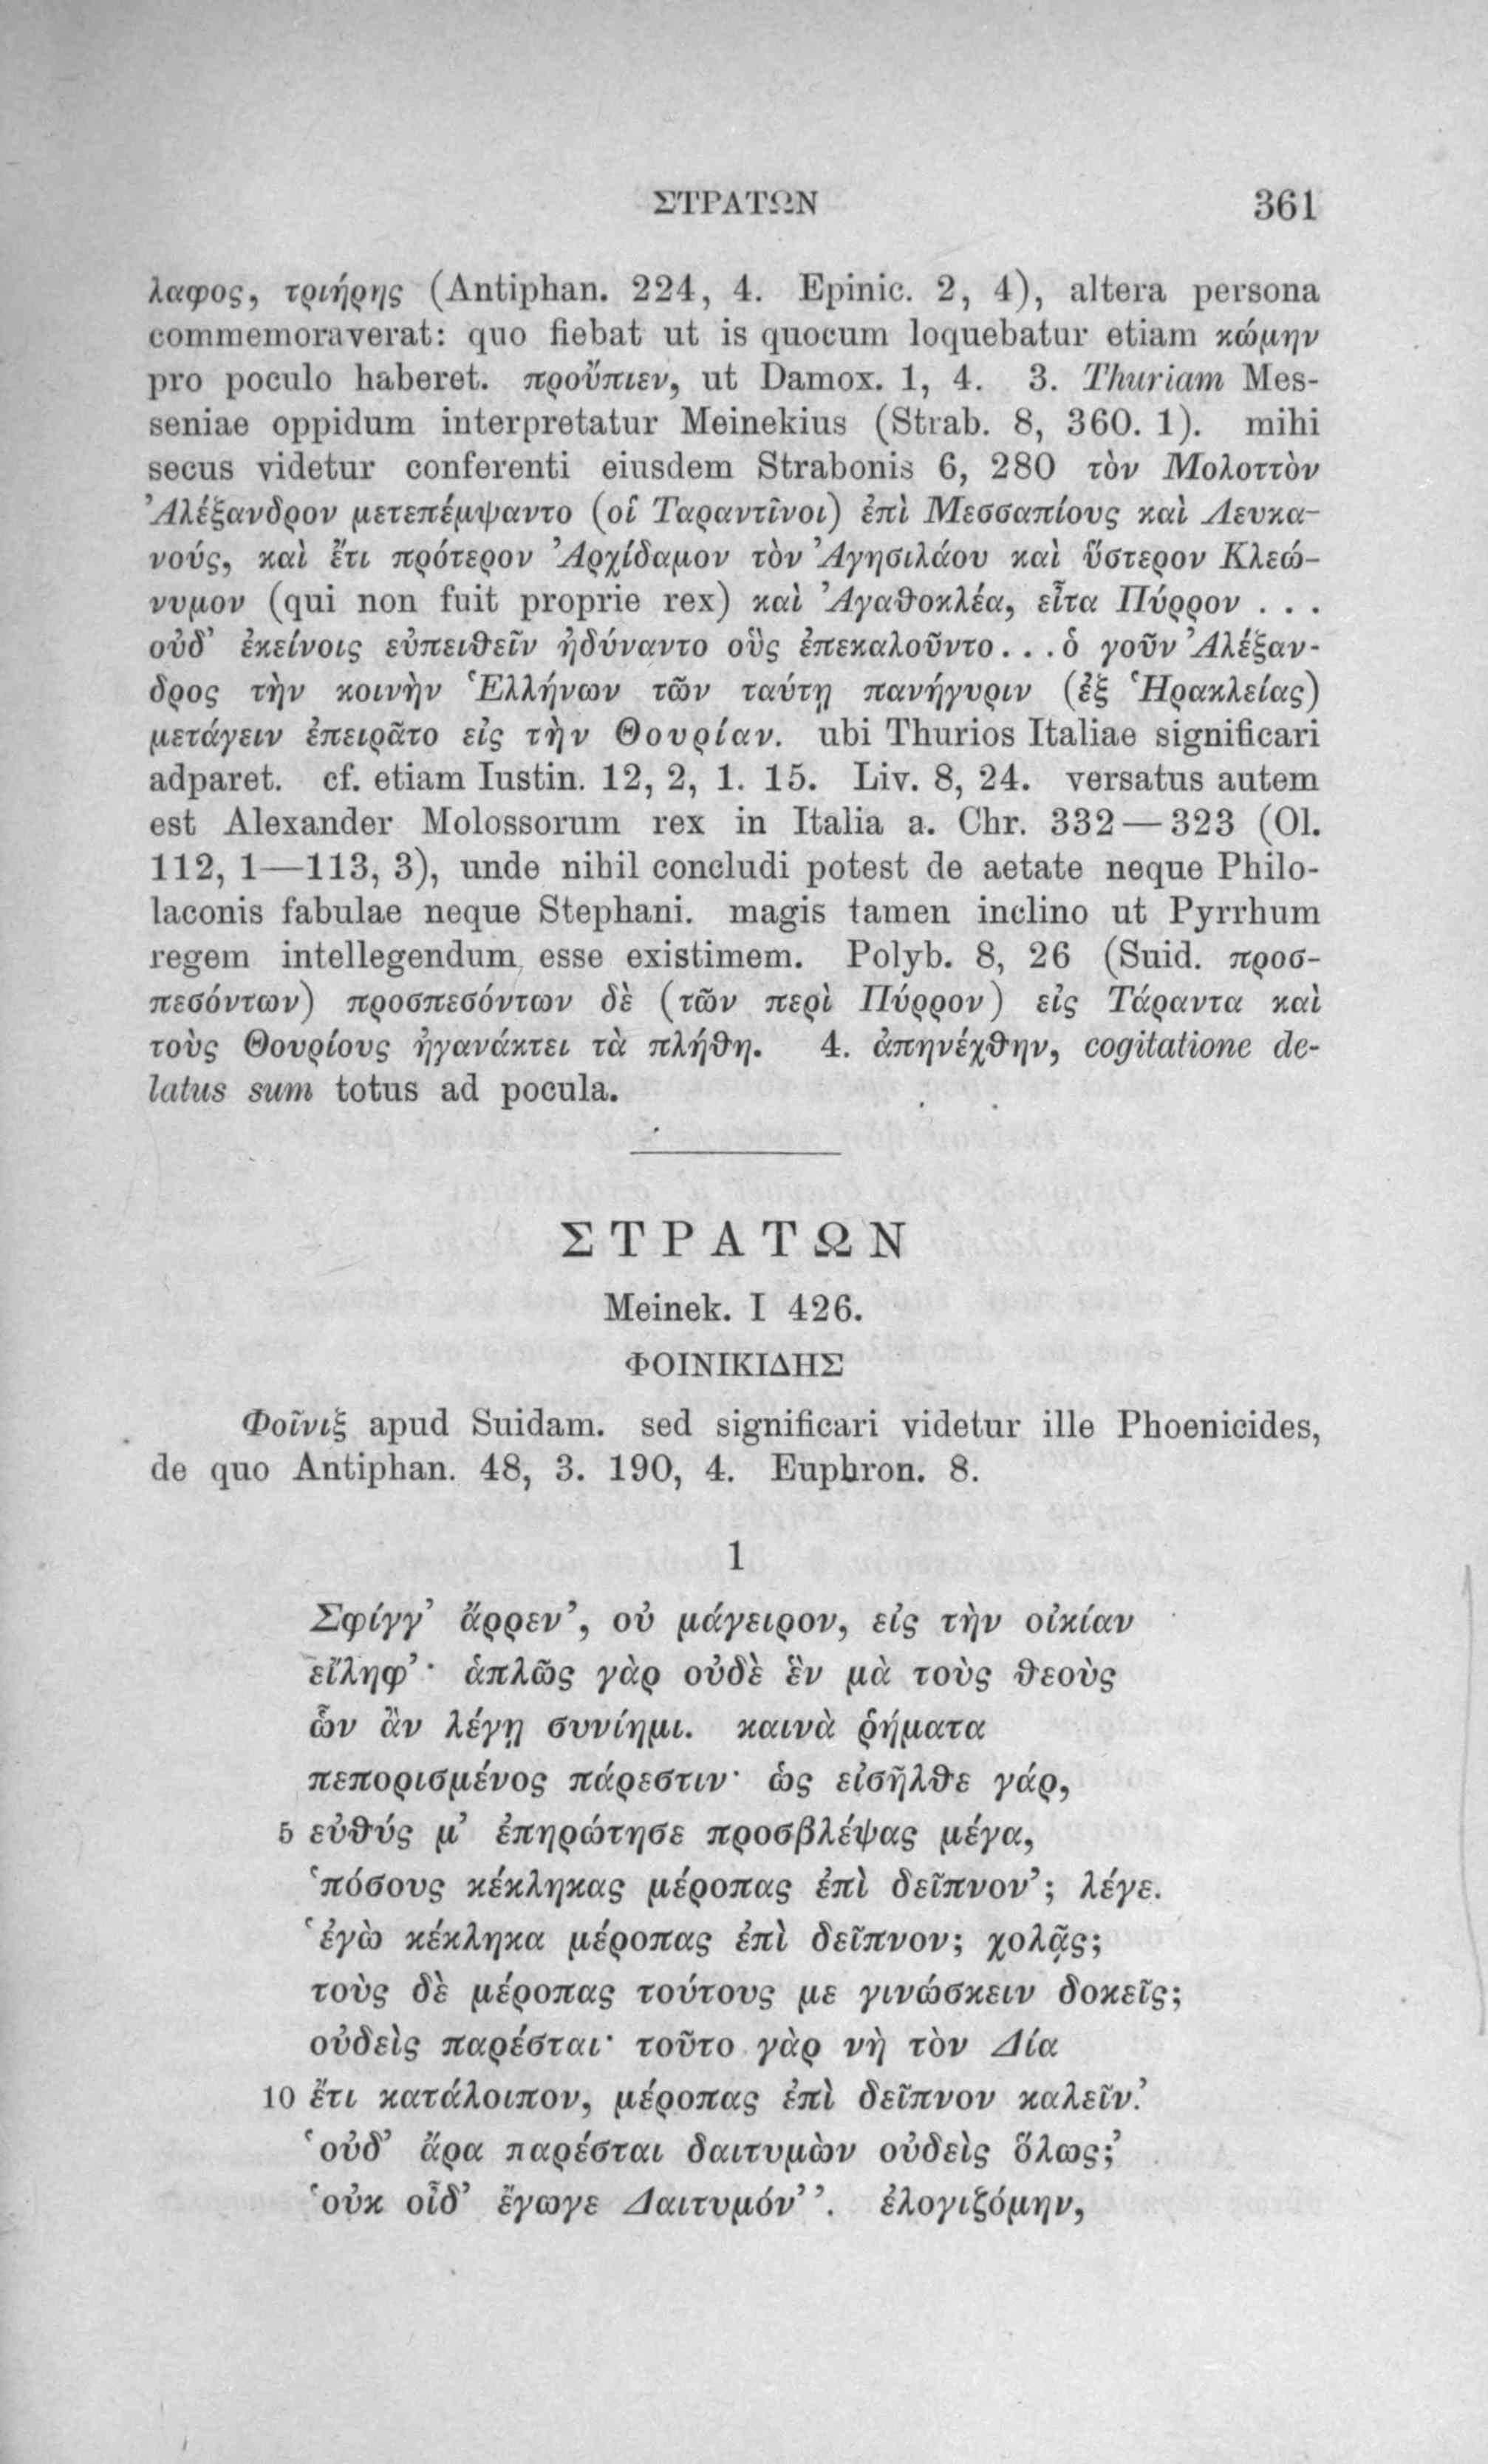 ΣΤΡΑΤΩΝ 361
λαφος, τριήρης (Antiphan. 224, 4. Epinic. 2, 4), altera persona
commemoraverat: quo fiebat ut is quocum loquebatur etiam κώμην
pro poculo haberet. προὔπιεν, ut Damox. 1, 4. 3. Thuriam Mes-
seniae oppidum interpretatur Meinekius (Strab. 8, 360. 1). mihi
secus videtur conferenti eiusdem Strabonis 6, 280 τὸν Μολοττὸν
Ἀλέξανδρον μετεπέμψαντο (οἱ Ταραντῖνοι) ἐπὶ Μεσσαπίους καὶ Λευκα-
νούς, καὶ ἔτι πρότερον Ἀρχίδαμον τὸν Ἀγησιλάου καὶ ὕστερον Κλεώ-
νυμον (qui non fuit proprie rex) καὶ Ἀγαθοκλέα, εἶτα Πύρρον . . .
οὐδ’ ἐκείνοις εὐπειθεῖν ἠδύναντο οὓς ἐπεκαλοῦντο . . . ὁ γοῦν Ἀλέξαν-
δρος τὴν κοινὴν Ἑλλήνων τῶν ταύτῃ πανήγυριν (ἐξ Ἡρακλείας)
μετάγειν ἐπειρᾶτο εἰς τὴν Θουρίαν. ubi Thurios Italiae significari
adparet. cf. etiam Iustin. 12, 2, 1. 15. Liv. 8, 24. versatus autem
est Alexander Molossorum rex in Italia a. Chr. 332—323 (Ol.
112, 1—113, 3), unde nihil concludi potest de aetate neque Philo-
laconis fabulae neque Stephani. magis tamen inclino ut Pyrrhum
regem intellegendum esse existimem. Polyb. 8, 26 (Suid. προσ-
πεσόντων) προσπεσόντων δὲ (τῶν περὶ Πύρρον) εἰς Τάραντα καὶ
τοὺς Θουρίους ἠγανάκτει τὰ πλήθη. 4. ἀπηνέχθην, cogitatione de-
latus sum totus ad pocula.
ΣΤΡΑΤΩΝ
Meinek. I 426.
ΦΟΙΝΙΚΙΔΗΣ
Φοῖνιξ apud Suidam. sed significari videtur ille Phoenicides,
de quo Antiphan. 48, 3. 190, 4. Euphron. 8.
1
Σφίγγ’ ἄρρεν’, οὐ μάγειρον, εἰς τὴν οἰκίαν
εἴληφ’· ἁπλῶς γὰρ οὐδὲ ἓν μὰ τοὺς θεοὺς
ὧν ἂν λέγῃ συνίημι. καινὰ ῥήματα
πεπορισμένος πάρεστιν· ὡς εἰσῆλθε γάρ,
5 εὐθύς μ’ ἐπηρώτησε προσβλέψας μέγα,
‘πόσους κέκληκας μέροπας ἐπὶ δεῖπνον’; λέγε.
‘ἐγὼ κέκληκα μέροπας ἐπὶ δεῖπνον; χολᾷς;
τοὺς δὲ μέροπας τούτους με γινώσκειν δοκεῖς;
οὐδεὶς παρέσται· τοῦτο γὰρ νὴ τὸν Δία
10 ἔτι κατάλοιπον, μέροπας ἐπὶ δεῖπνον καλεῖν.’
‘οὐδ’ ἄρα παρέσται δαιτυμὼν οὐδεὶς ὅλως;’
‘οὐκ οἶδ’ ἔγωγε Δαιτυμόν’’. ἐλογιζόμην,